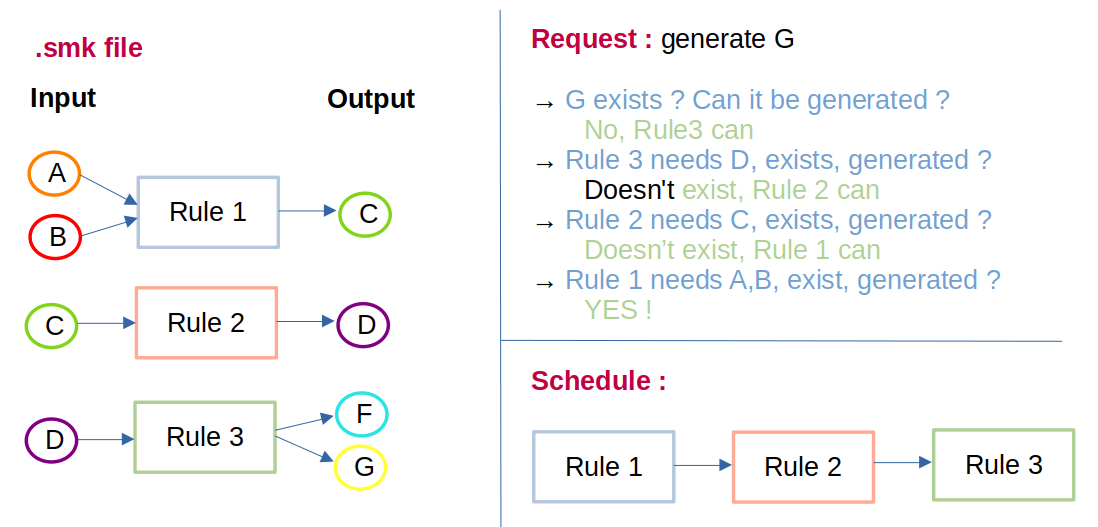 .smk file
Input
Output
A
B
Rule 1
C
C
Rule 2
D
D
Rule 3
F
G
Request : generate G
→ G exists ? Can it be generated ?
No, Rule3 can
→ Rule 3 needs D, exists, generated ?
Doesn't exist, Rule 2 can
→ Rule 2 needs C, exists, generated ?
Doesn’t exist, Rule 1 can
→ Rule 1 needs A,B, exist, generated ?
YES !
Schedule :
Rule 1
Rule 2
Rule 3